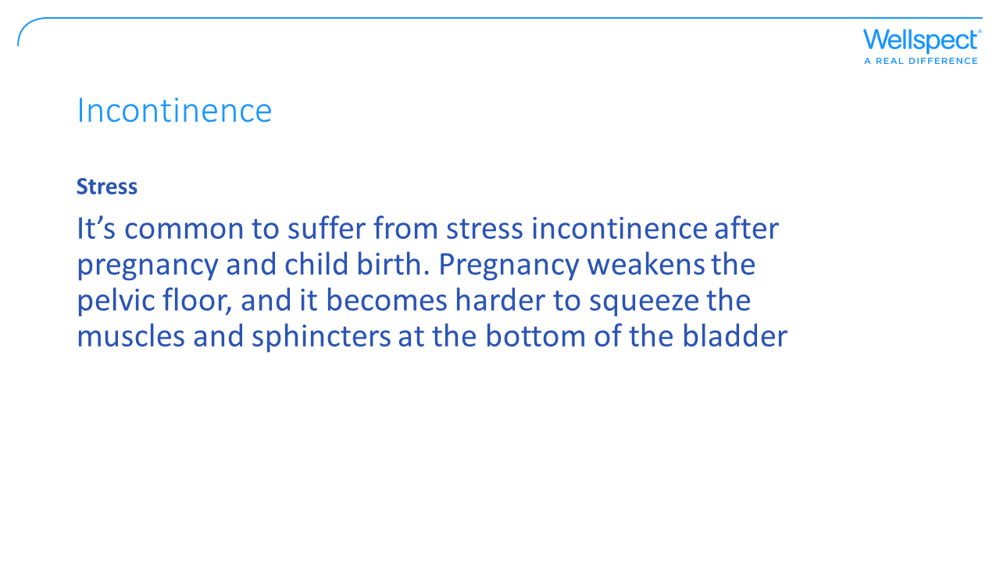 Wellspect®
A REAL DIFFERENCE
Incontinence
Stress
It’s common to suffer from stress incontinence after
pregnancy and child birth. Pregnancy weakens the
pelvic floor, and it becomes harder to squeeze the
muscles and sphincters at the bottom of the bladder